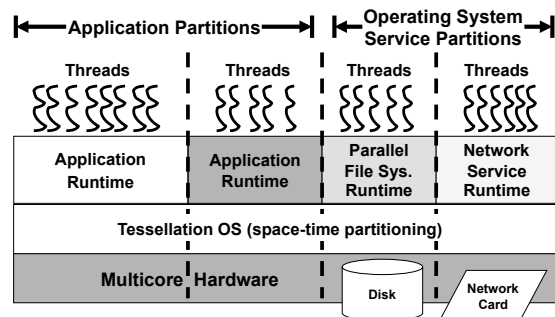 Application Partitions
Operating System
Service Partitions
Threads
Threads
Threads
Threads
Application
Runtime
Application
Runtime
Parallel
File Sys.
Runtime
Network
Service
Runtime
Tessellation OS (space-time partitioning)
Multicore Hardware
Disk
Network
Card